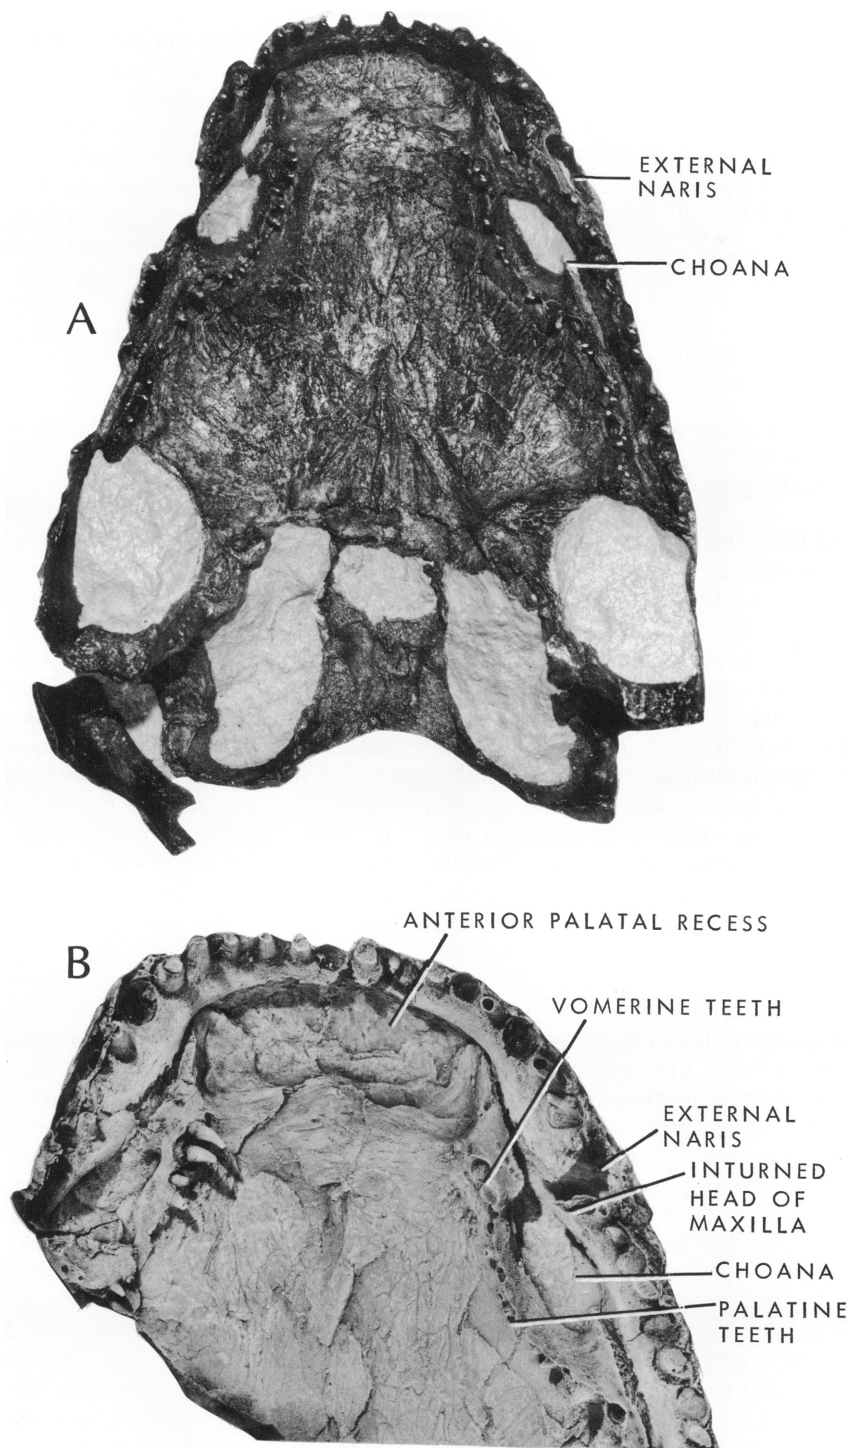 EXTERNAL
NARIS
CHOANA
A
ANTERIOR PALATAL RECESS
B
VOMERINE TEETH
EXTERNAL
NARIS
INTURNED
HEAD OF
MAXILLA
CHOANA
PALATINE
TEETH